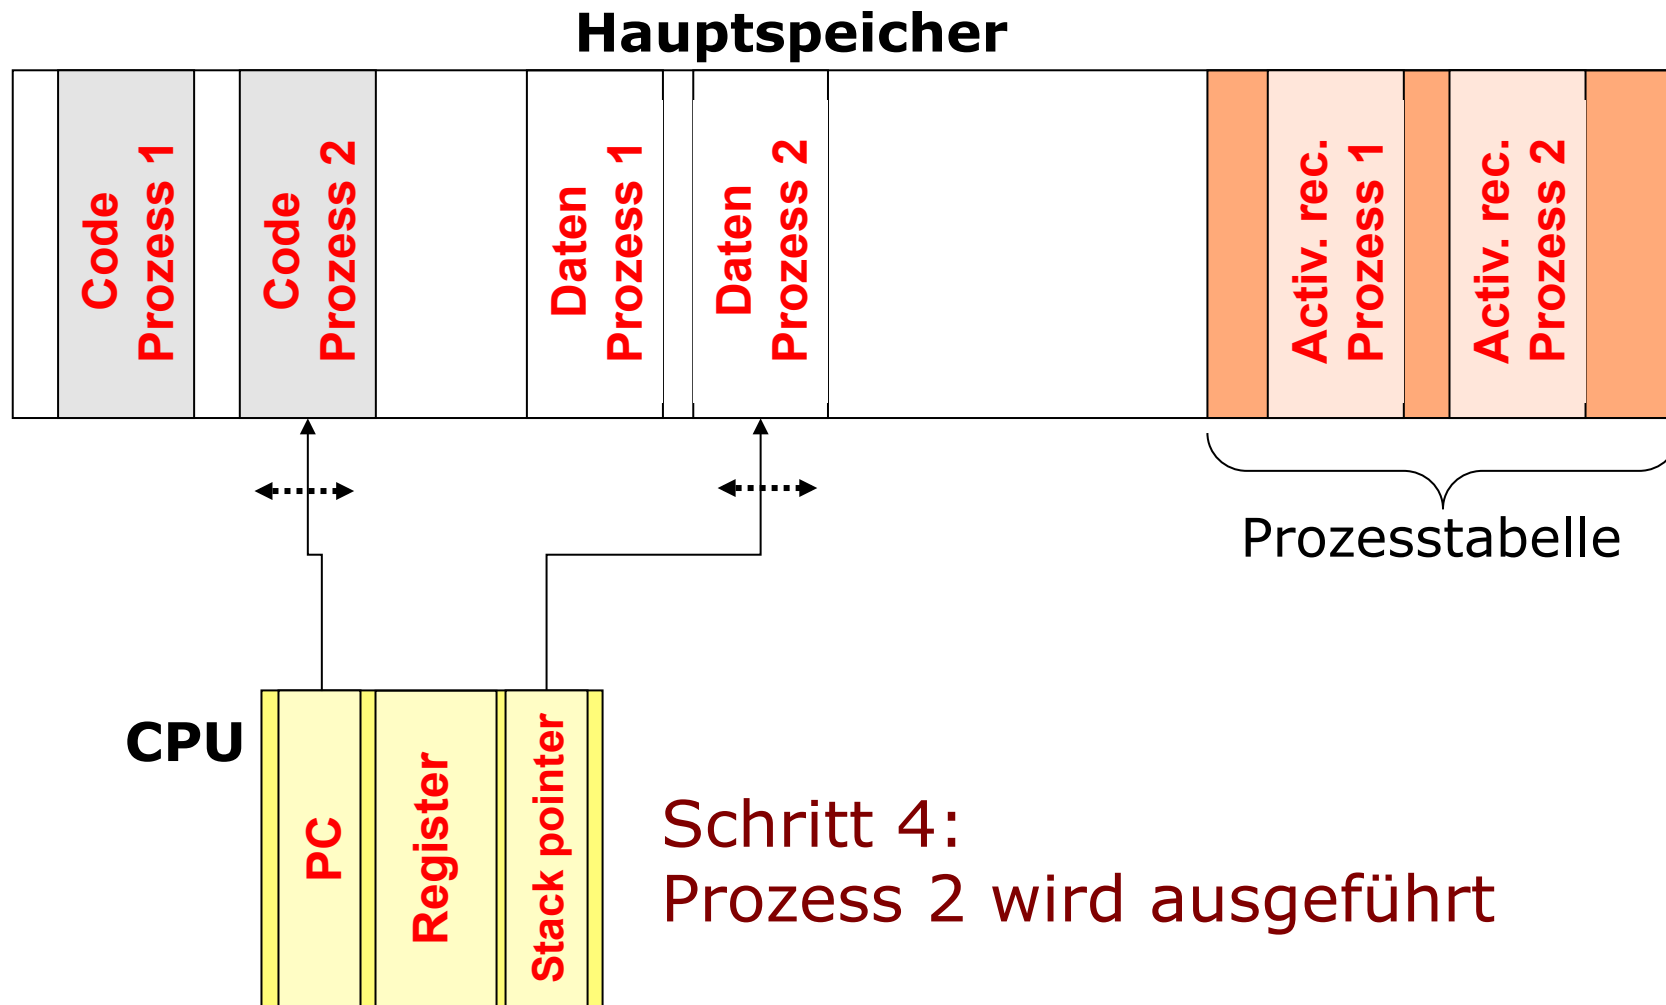 Hauptspeicher
Code
Prozess 1
Code
Prozess 2
Daten
Prozess 1
Daten
Prozess 2
Activ. rec.
Prozess 1
Activ. rec.
Prozess 2
Prozesstabelle
CPU
PC
Register
Stack pointer
Schritt 4:
Prozess 2 wird ausgeführt